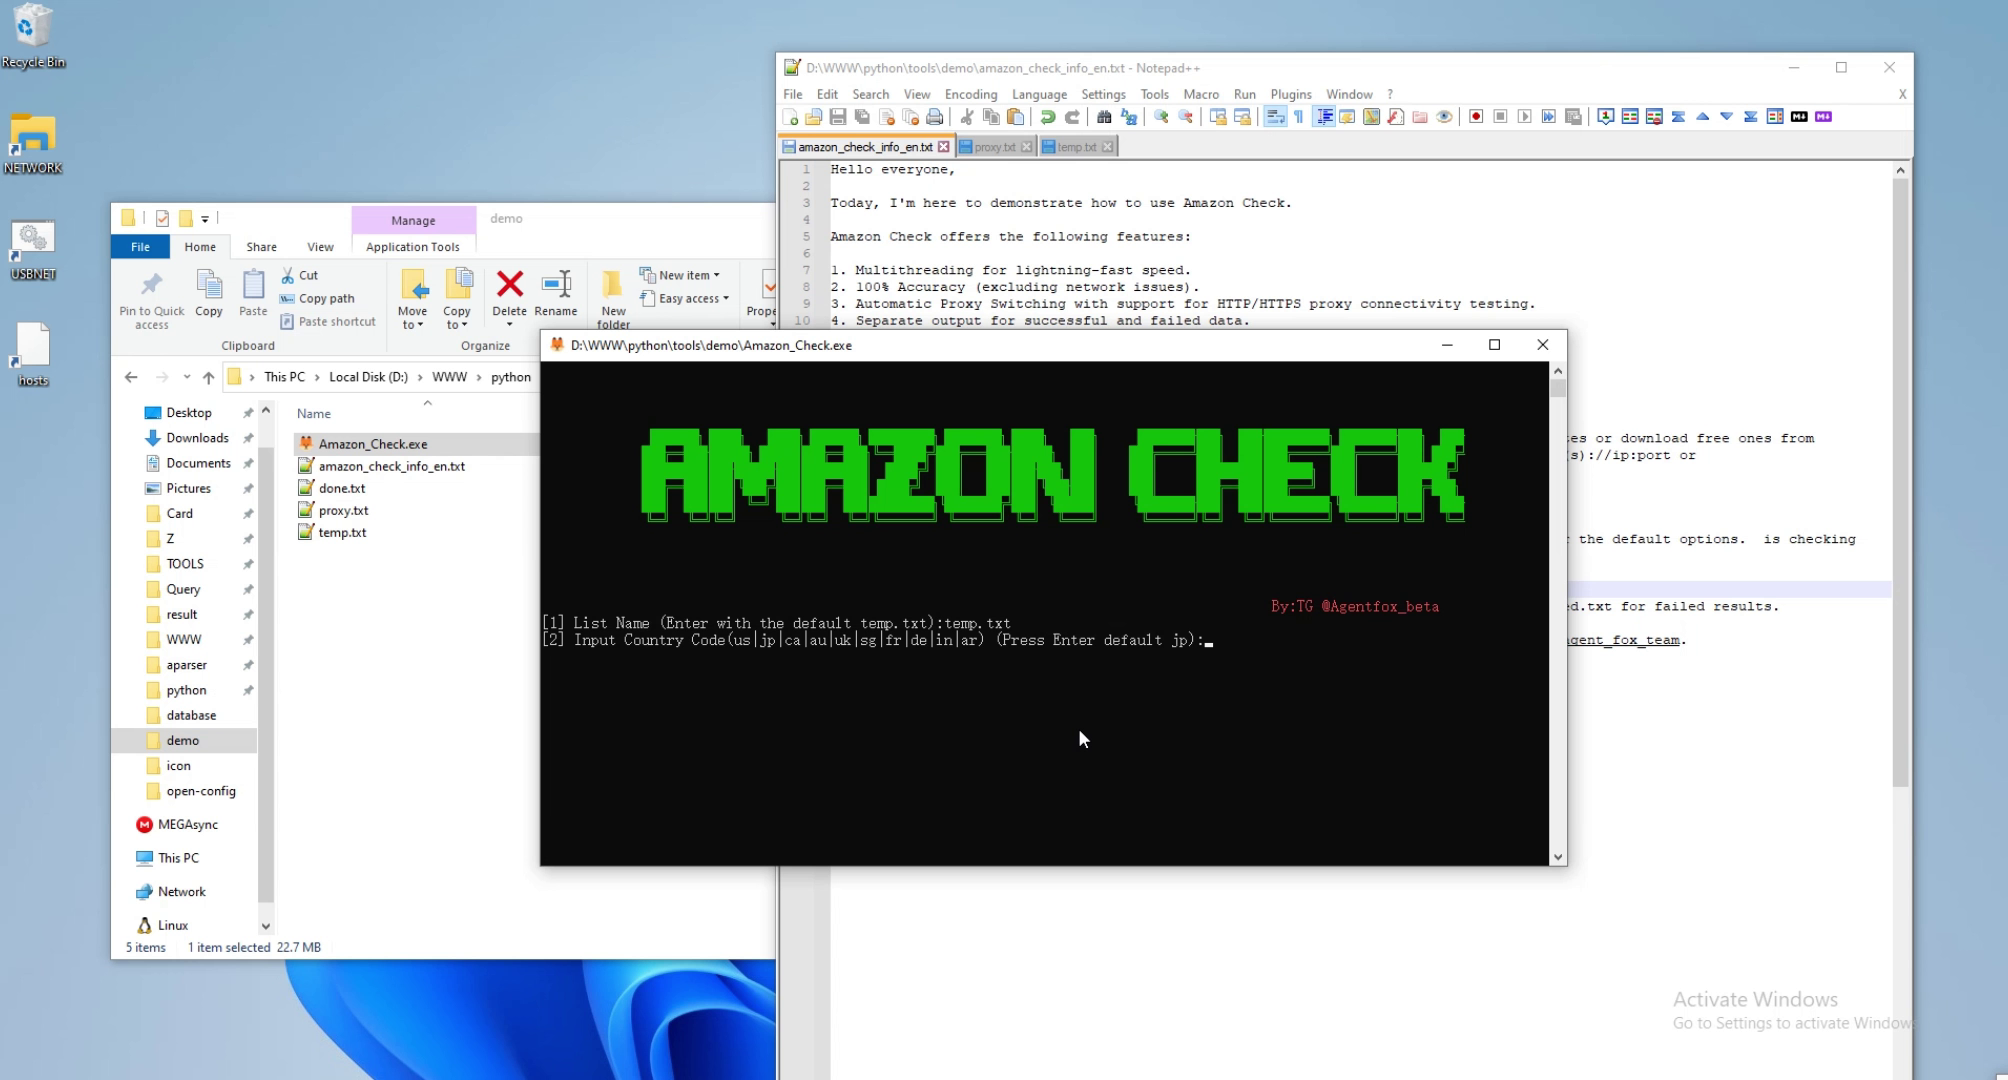 Recycle Bin
NETWORK
USBNET
hosts
Manage
demo
File
Home
Share
View
Application Tools
Pin to Quick access
Copy
Paste
Cut
Copy path
Paste shortcut
Move to
Copy to
Delete
Rename
New folder
New item
Easy access
Prope
Clipboard
Organize
This PC > Local Disk (D:) > WWW > python
Desktop
Downloads
Documents
Pictures
Card
Z
TOOLS
Query
result
WWW
aparser
python
database
demo
icon
open-config
MEGAsync
This PC
Network
Linux
Name
Amazon_Check.exe
amazon_check_info_en.txt
done.txt
proxy.txt
temp.txt
5 items 1 item selected 22.7 MB
D:\WWW\python\tools\demo\amazon_check_info_en.txt - Notepad++
File Edit Search View Encoding Language Settings Tools Macro Run Plugins Window ? X
amazon_check_info_en.txt
proxy.txt
temp.txt
1 Hello everyone,
2
3 Today, I'm here to demonstrate how to use Amazon Check.
4
5 Amazon Check offers the following features:
6
7 1. Multithreading for lightning-fast speed.
8 2. 100% Accuracy (excluding network issues).
9 3. Automatic Proxy Switching with support for HTTP/HTTPS proxy connectivity testing.
10 4. Separate output for successful and failed data.
es or download free ones from
s)://ip:port or
the default options. is checking
d.txt for failed results.
gent_fox_team.
D:\WWW\python\tools\demo\Amazon_Check.exe
AMAZON CHECK
By:TG @Agentfox_beta
[1] List Name (Enter with the default temp.txt):temp.txt
[2] Input Country Code(us|jp|ca|au|uk|sg|fr|de|in|ar) (Press Enter default jp):_
Activate Windows
Go to Settings to activate Window